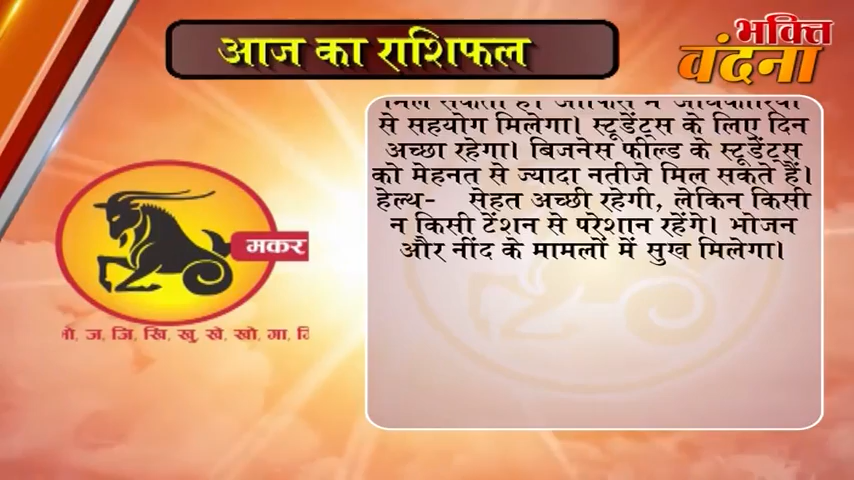 आज का राशिफल
भक्ति
वंदना
से सहयोग मिलेगा। स्टूडेंट्स के लिए दिन
अच्छा रहेगा। बिजनेस फील्ड के स्टूडेंट्स
को मेहनत से ज्यादा नतीजे मिल सकते हैं।
हेल्थ- सेहत अच्छी रहेगी, लेकिन किसी
न किसी टेंशन से परेशान रहेंगे। भोजन
और नींद के मामलों में सुख मिलेगा।
मकर
ज, जि, खि, खु, खे, खो, गा,